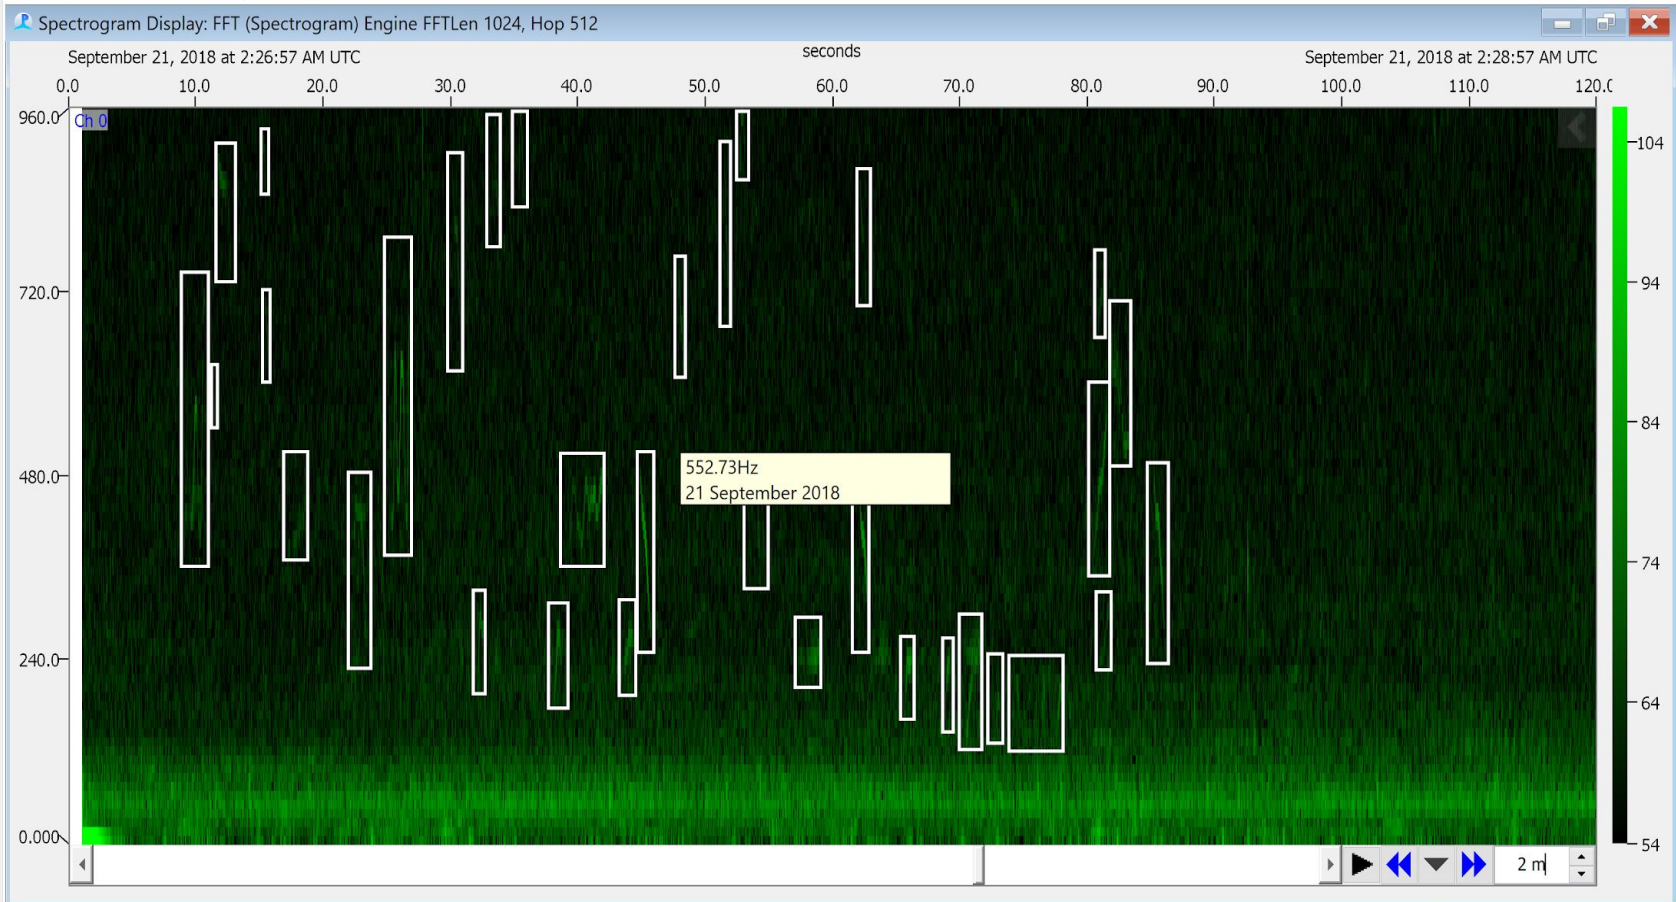 Spectrogram Display: FFT (Spectrogram) Engine FFTLen 1024, Hop 512
September 21, 2018 at 2:26:57 AM UTC
seconds
September 21, 2018 at 2:28:57 AM UTC
0.0 10.0 20.0 30.0 40.0 50.0 60.0 70.0 80.0 90.0 100.0 110.0 120.0
960.0
Ch 0
104
720.0
94
84
480.0
552.73Hz
21 September 2018
74
240.0
64
0.000
54
2 m